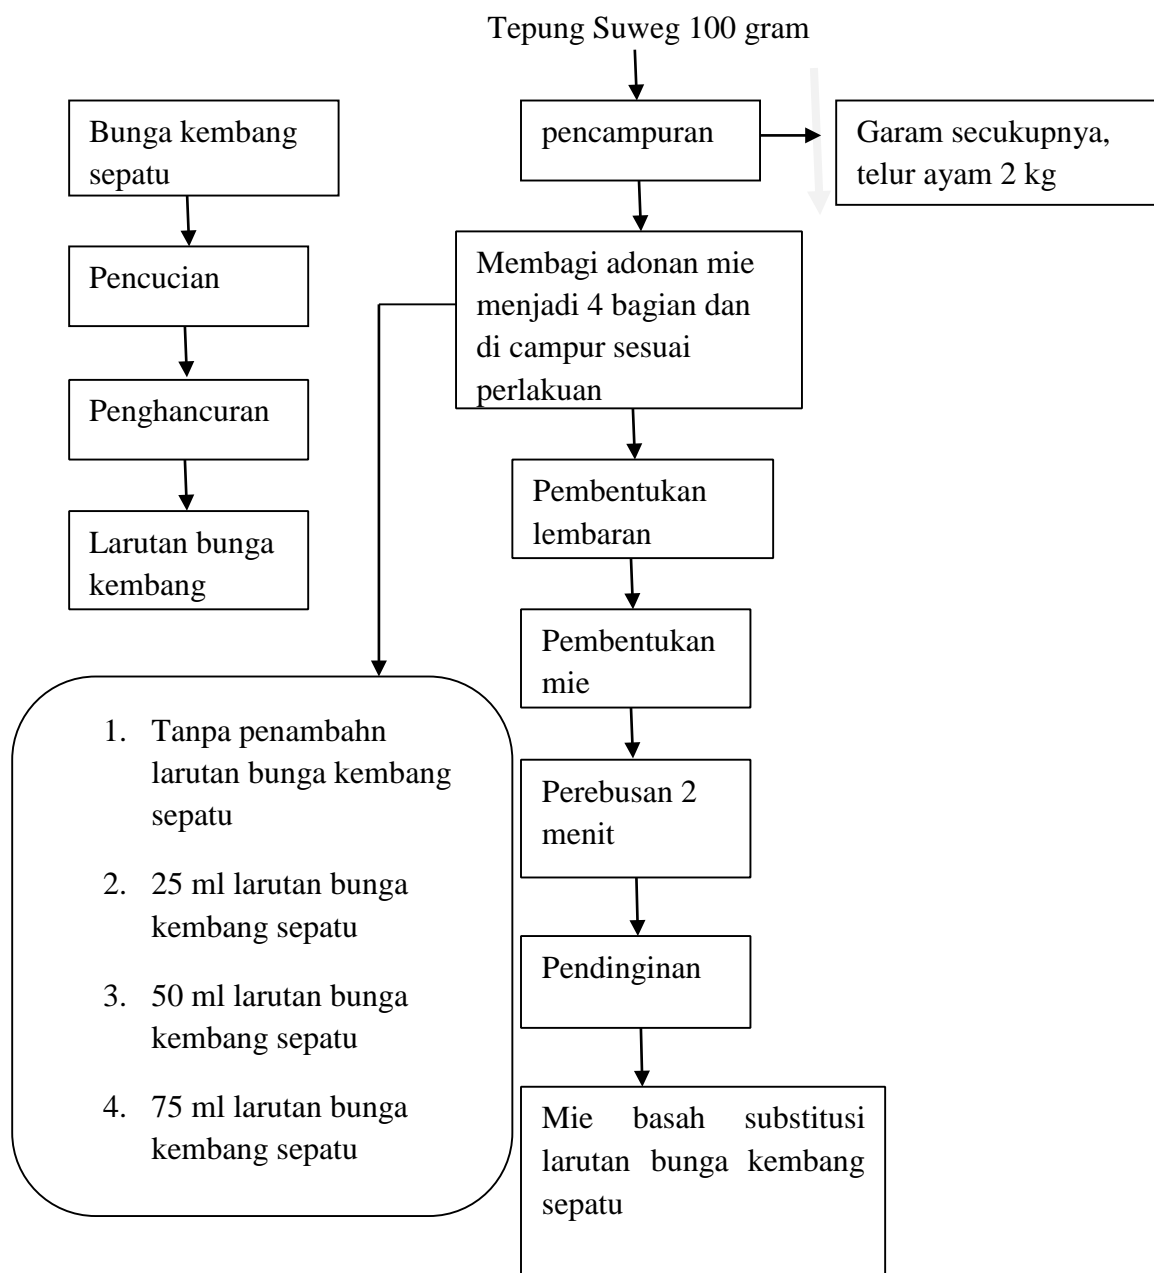 Tepung Suweg 100 gram
Bunga kembang
sepatu
pencampuran
Garam secukupnya,
telur ayam 2 kg
Pencucian
Membagi adonan mie
menjadi 4 bagian dan
di campur sesuai
perlakuan
Penghancuran
Pembentukan
lembaran
Larutan bunga
kembang
Pembentukan
mie
1. Tanpa penambahn
larutan bunga kembang
sepatu
2. 25 ml larutan bunga
kembang sepatu
3. 50 ml larutan bunga
kembang sepatu
4. 75 ml larutan bunga
kembang sepatu
Perebusan 2
menit
Pendinginan
Mie basah substitusi
larutan bunga kembang
sepatu